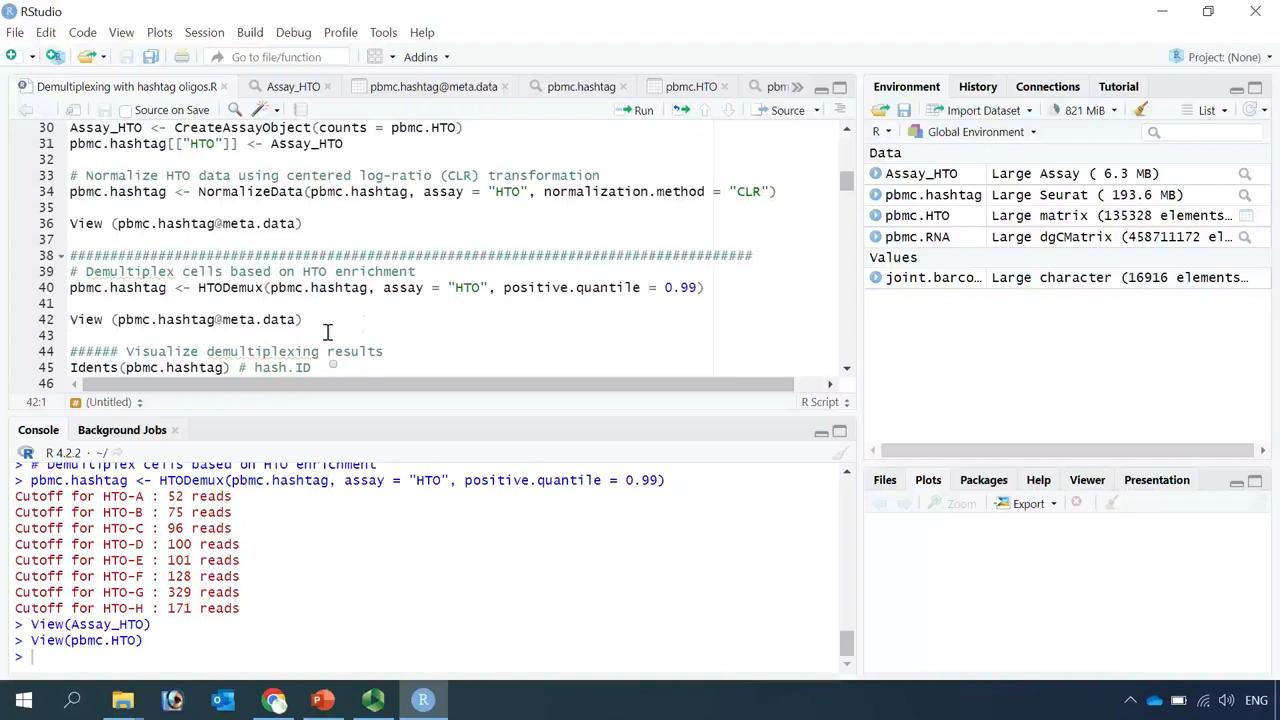 RStudio
File Edit Code View Plots Session Build Debug Profile Tools Help
Go to file/function Addins Project: (None)
Demultiplexing with hashtag oligos.R Assay_HTO pbmc.hashtag@meta.data pbmc.hashtag pbmc.HTO pbm
Source on Save Run Source
30 Assay_HTO <- CreateAssayObject(counts = pbmc.HTO)
31 pbmc.hashtag[["HTO"]] <- Assay_HTO
32
33 # Normalize HTO data using centered log-ratio (CLR) transformation
34 pbmc.hashtag <- NormalizeData(pbmc.hashtag, assay = "HTO", normalization.method = "CLR")
35
36 View (pbmc.hashtag@meta.data)
37
38 #####################################################################################
39 # Demultiplex cells based on HTO enrichment
40 pbmc.hashtag <- HTODemux(pbmc.hashtag, assay = "HTO", positive.quantile = 0.99)
41
42 View (pbmc.hashtag@meta.data)
43
44 ###### Visualize demultiplexing results
45 Idents(pbmc.hashtag) # hash.ID
46
42:1 # (Untitled) R Script
Console Background Jobs
R 4.2.2 · ~/
> # Demultiplex cells based on HTO enrichment
> pbmc.hashtag <- HTODemux(pbmc.hashtag, assay = "HTO", positive.quantile = 0.99)
Cutoff for HTO-A : 52 reads
Cutoff for HTO-B : 75 reads
Cutoff for HTO-C : 96 reads
Cutoff for HTO-D : 100 reads
Cutoff for HTO-E : 101 reads
Cutoff for HTO-F : 128 reads
Cutoff for HTO-G : 329 reads
Cutoff for HTO-H : 171 reads
> View(Assay_HTO)
> View(pbmc.HTO)
>
Environment History Connections Tutorial
Import Dataset 821 MiB List
R Global Environment
Data
Assay_HTO Large Assay ( 6.3 MB)
pbmc.hashtag Large Seurat ( 193.6 MB)
pbmc.HTO Large matrix (135328 elements…
pbmc.RNA Large dgCMatrix (458711172 el…
Values
joint.barco… Large character (16916 elements…
Files Plots Packages Help Viewer Presentation
Zoom Export
ENG